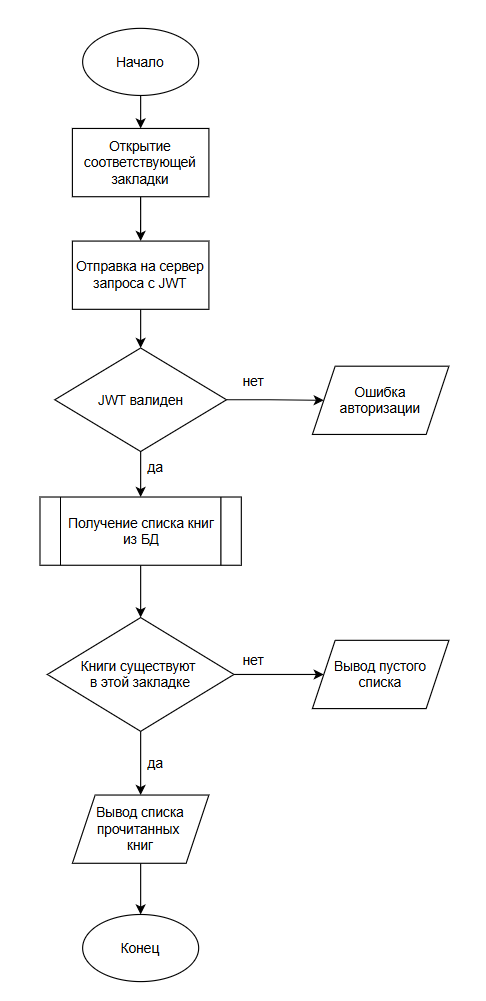 Начало
Открытие
соответствующей
закладки
Отправка на сервер
запроса с JWT
JWT валиден
нет
Ошибка
авторизации
да
Получение списка книг
из БД
Книги существуют
в этой закладке
нет
Вывод пустого
списка
да
Вывод списка
прочитанных
книг
Конец